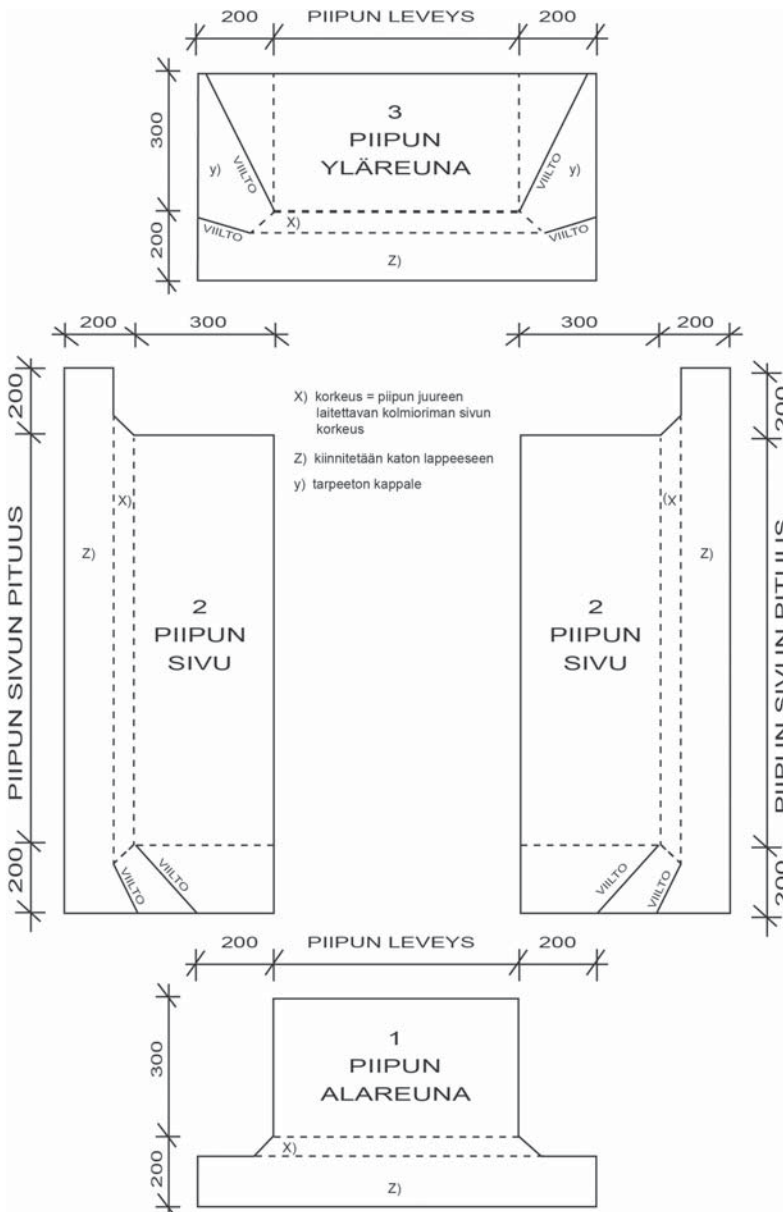 200 PIIPUN LEVEYS 200
300
3
PIIPUN
YLÄREUNA
y)
VIILTO
VIILTO
y)
200
X)
VIILTO
VIILTO
Z)
200 300
200
PIIPUN SIVUN PITUUS
200
X)
Z)
2
PIIPUN
SIVU
VIILTO
VIILTO
X) korkeus = piipun juureen
laitettavan kolmioriman sivun
korkeus
Z) kiinnitetään katon lappeeseen
y) tarpeeton kappale
300 200
200
PIIPUN SIVUN PITUUS
200
(X
Z)
2
PIIPUN
SIVU
VIILTO
VIILTO
200 PIIPUN LEVEYS 200
300
1
PIIPUN
ALAREUNA
200
X)
Z)